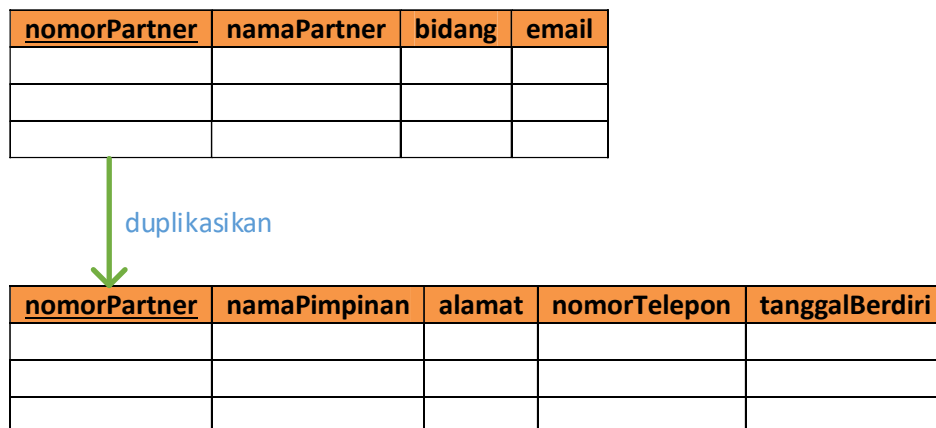 nomorPartner namaPartner bidang email
duplikasikan
nomorPartner namaPimpinan alamat nomorTelepon tanggalBerdiri